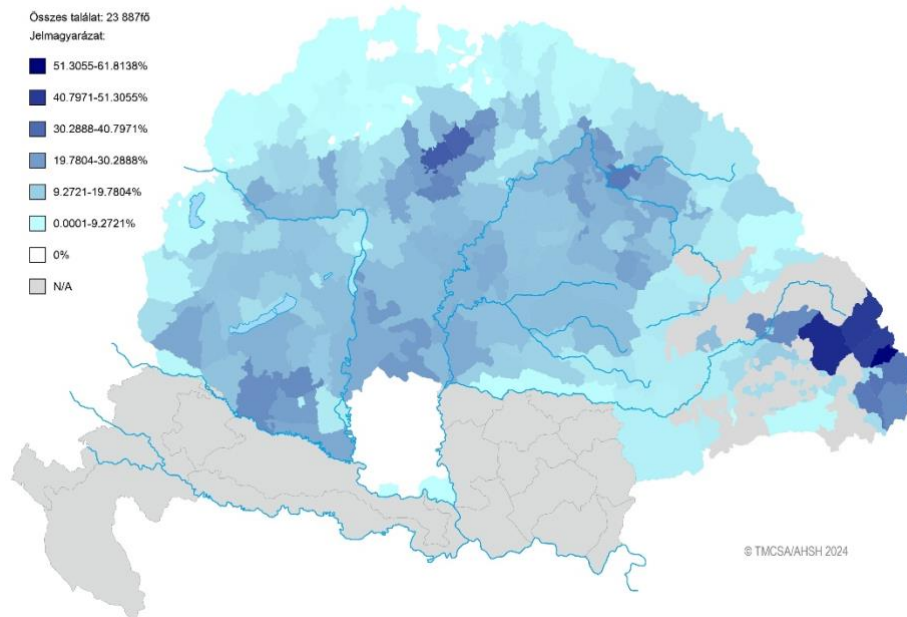 Összes találat: 23 887fő
Jelmagyarázat:
51.3055-61.8138%
40.7971-51.3055%
30.2888-40.7971%
19.7804-30.2888%
9.2721-19.7804%
0.0001-9.2721%
0%
N/A
© TMCSA/AHSH 2024